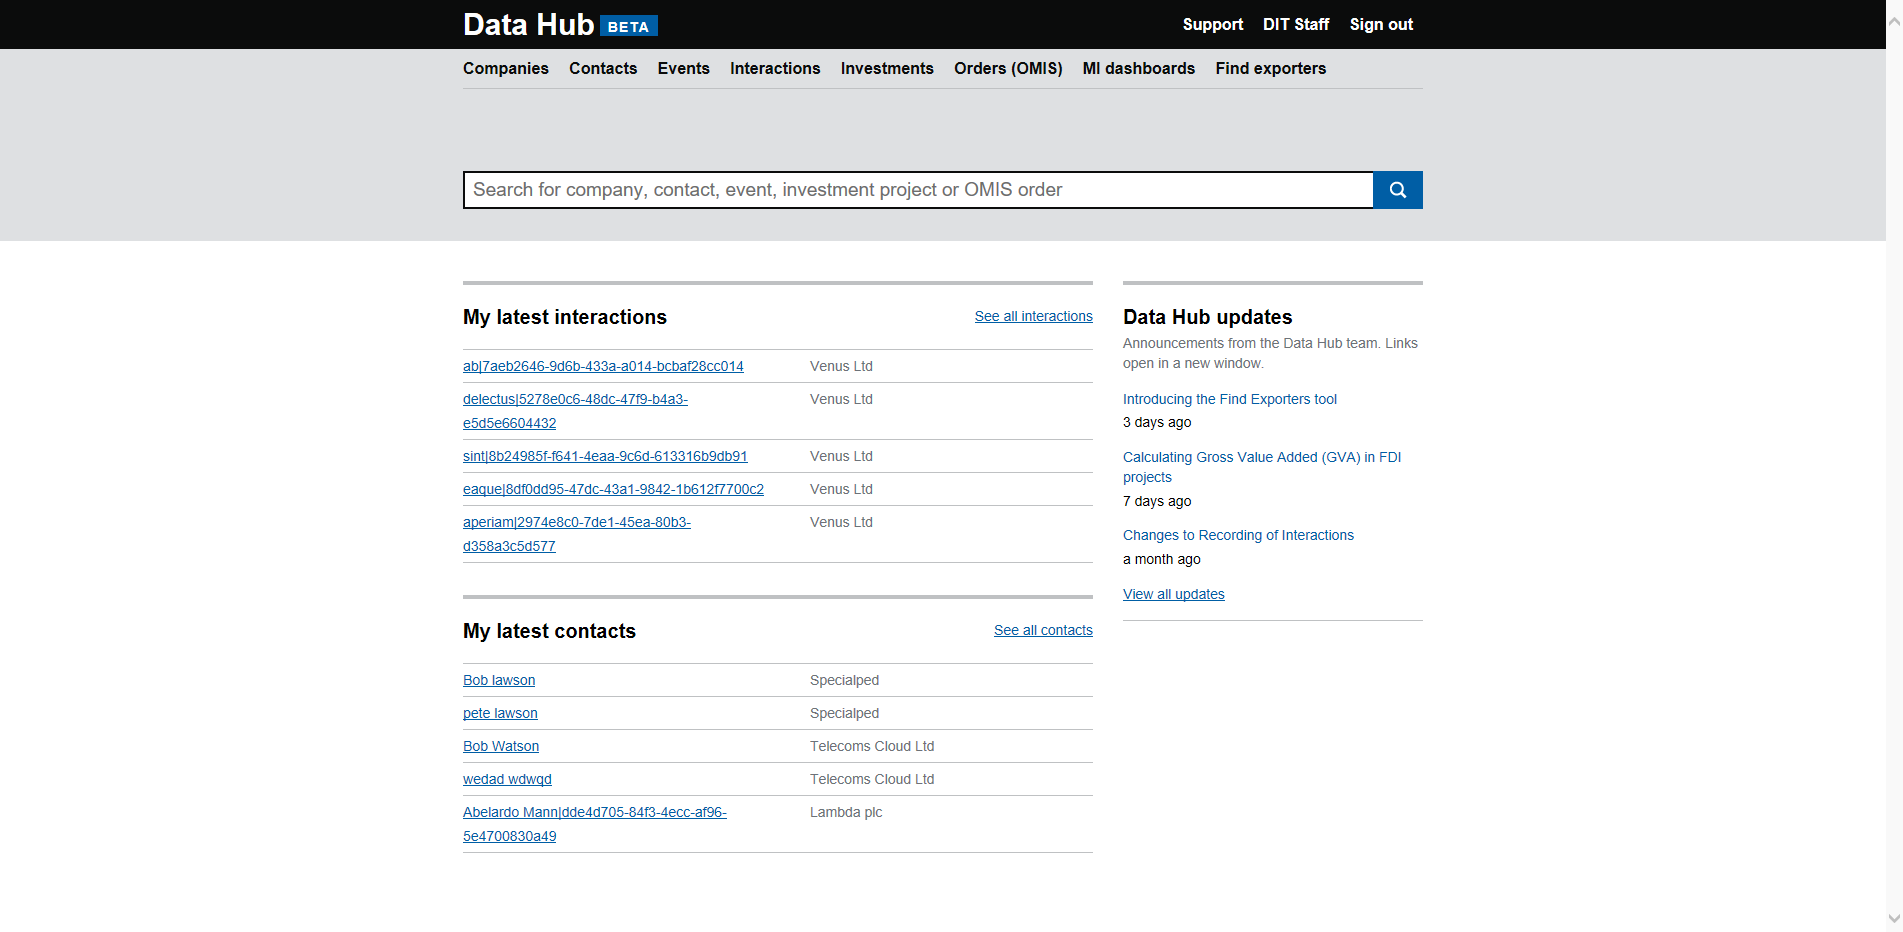 Data Hub BETA
Support DIT Staff Sign out
Companies Contacts Events Interactions Investments Orders (OMIS) MI dashboards Find exporters
Search for company, contact, event, investment project or OMIS order
My latest interactions See all interactions
ab|7aeb2646-9d6b-433a-a014-bcbaf28cc014 Venus Ltd
delectus|5278e0c6-48dc-47f9-b4a3- Venus Ltd
e5d5e6604432
sint|8b24985f-f641-4eaa-9c6d-613316b9db91 Venus Ltd
eaque|8df0dd95-47dc-43a1-9842-1b612f7700c2 Venus Ltd
aperiam|2974e8c0-7de1-45ea-80b3- Venus Ltd
d358a3c5d577
My latest contacts See all contacts
Bob lawson Specialped
pete lawson Specialped
Bob Watson Telecoms Cloud Ltd
wedad wdwqd Telecoms Cloud Ltd
Abelardo Mann|dde4d705-84f3-4ecc-af96- Lambda plc
5e4700830a49
Data Hub updates
Announcements from the Data Hub team. Links
open in a new window.
Introducing the Find Exporters tool
3 days ago
Calculating Gross Value Added (GVA) in FDI
projects
7 days ago
Changes to Recording of Interactions
a month ago
View all updates